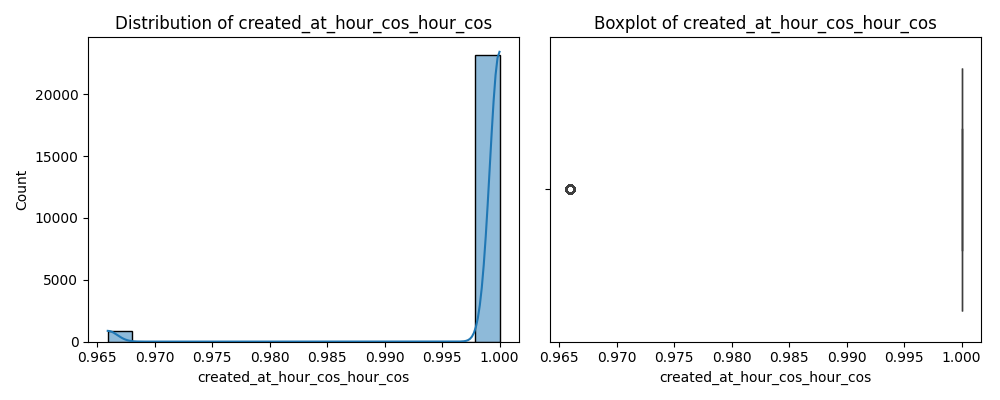 Distribution of created_at_hour_cos_hour_cos
Count
20000
15000
10000
5000
0
0.965 0.970 0.975 0.980 0.985 0.990 0.995 1.000
created_at_hour_cos_hour_cos
Boxplot of created_at_hour_cos_hour_cos
0.965 0.970 0.975 0.980 0.985 0.990 0.995 1.000
created_at_hour_cos_hour_cos